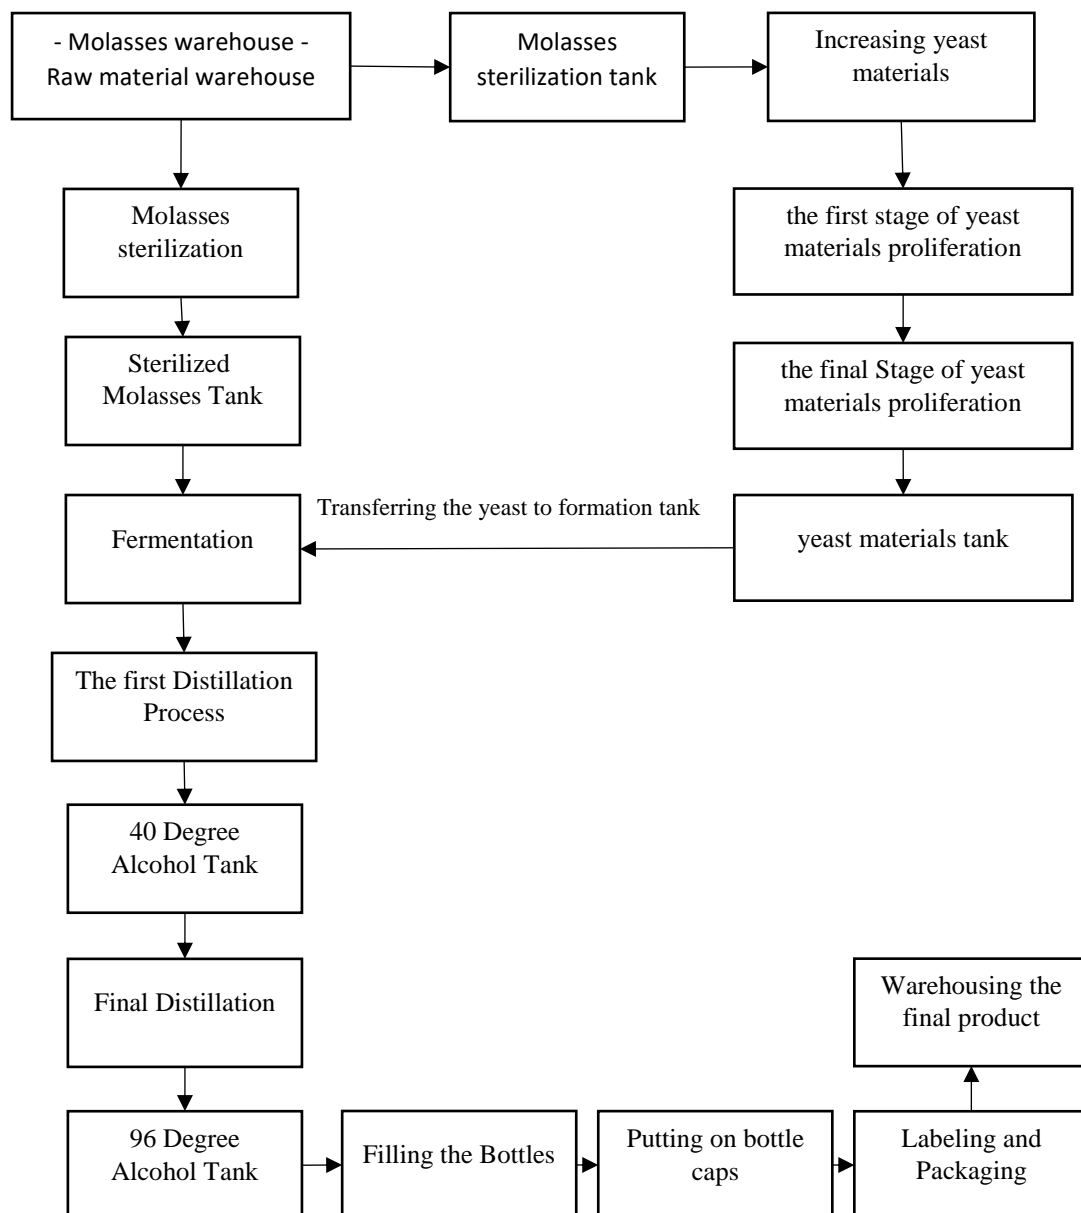 - Molasses warehouse -
Raw material warehouse
Molasses
sterilization tank
Increasing yeast
materials
Molasses
sterilization
the first stage of yeast
materials proliferation
Sterilized
Molasses Tank
the final Stage of yeast
materials proliferation
Fermentation
Transferring the yeast to formation tank
yeast materials tank
The first Distillation
Process
40 Degree
Alcohol Tank
Final Distillation
Warehousing the
final product
96 Degree
Alcohol Tank
Filling the Bottles
Putting on bottle
caps
Labeling and
Packaging